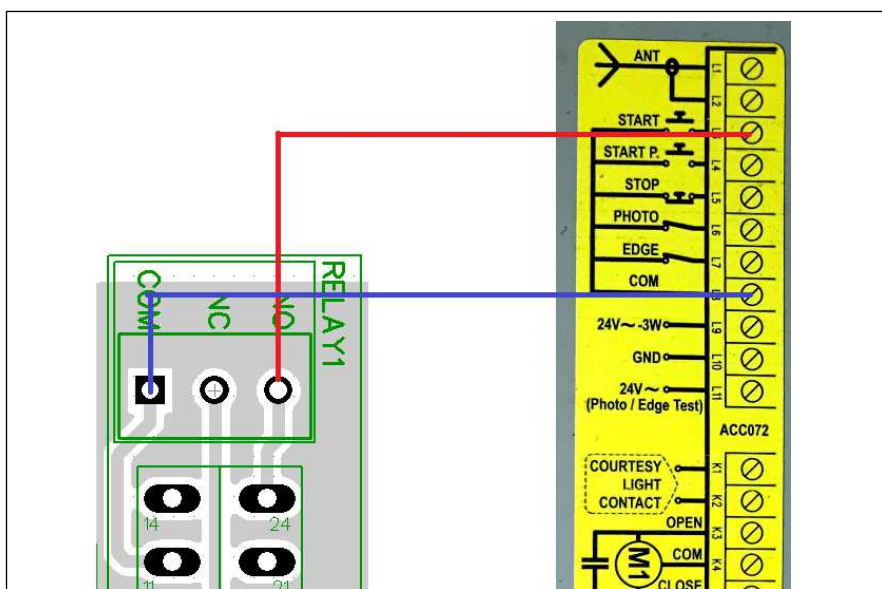 ANT
L1
L2
START
L3
START P.
L4
STOP
L5
PHOTO
L6
EDGE
L7
COM
L8
24V~-3W
L9
GND
L10
24V~
L11
(Photo / Edge Test)
ACC072
COURTESY
LIGHT
CONTACT
K1
K2
OPEN
K3
M1
COM
K4
CLOSE
RELAY1
COM
NC
NO
14
24
11
21